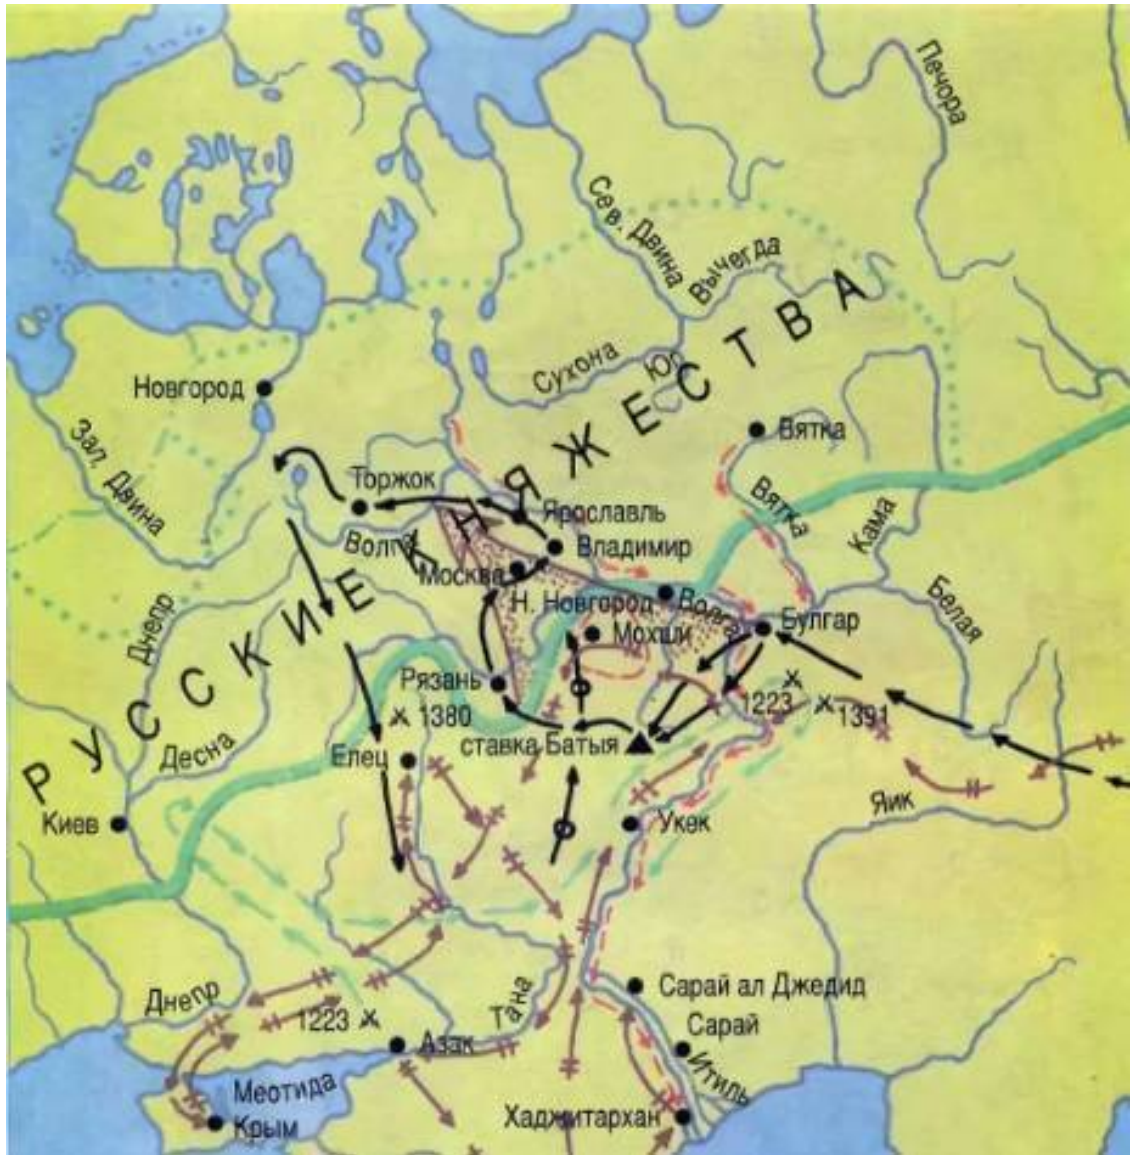 Печора
Сев. Двина
Вычегда
РУССКИЕ КНЯЖЕСТВА
Сухона
Юг
Новгород
Зап. Двина
Вятка
Торжок
Вятка
Ярославль
Кама
Волга
Владимир
Москва
Н. Новгород
Волга
Белая
Днепр
Мохши
Булгар
Рязань
1380
1223
1391
Десна
Елец
ставка Батыя
Киев
Укек
Яик
Днепр
Тана
Сарай ал Джедид
1223
Азак
Сарай
Итиль
Меотида
Крым
Хаджитархан